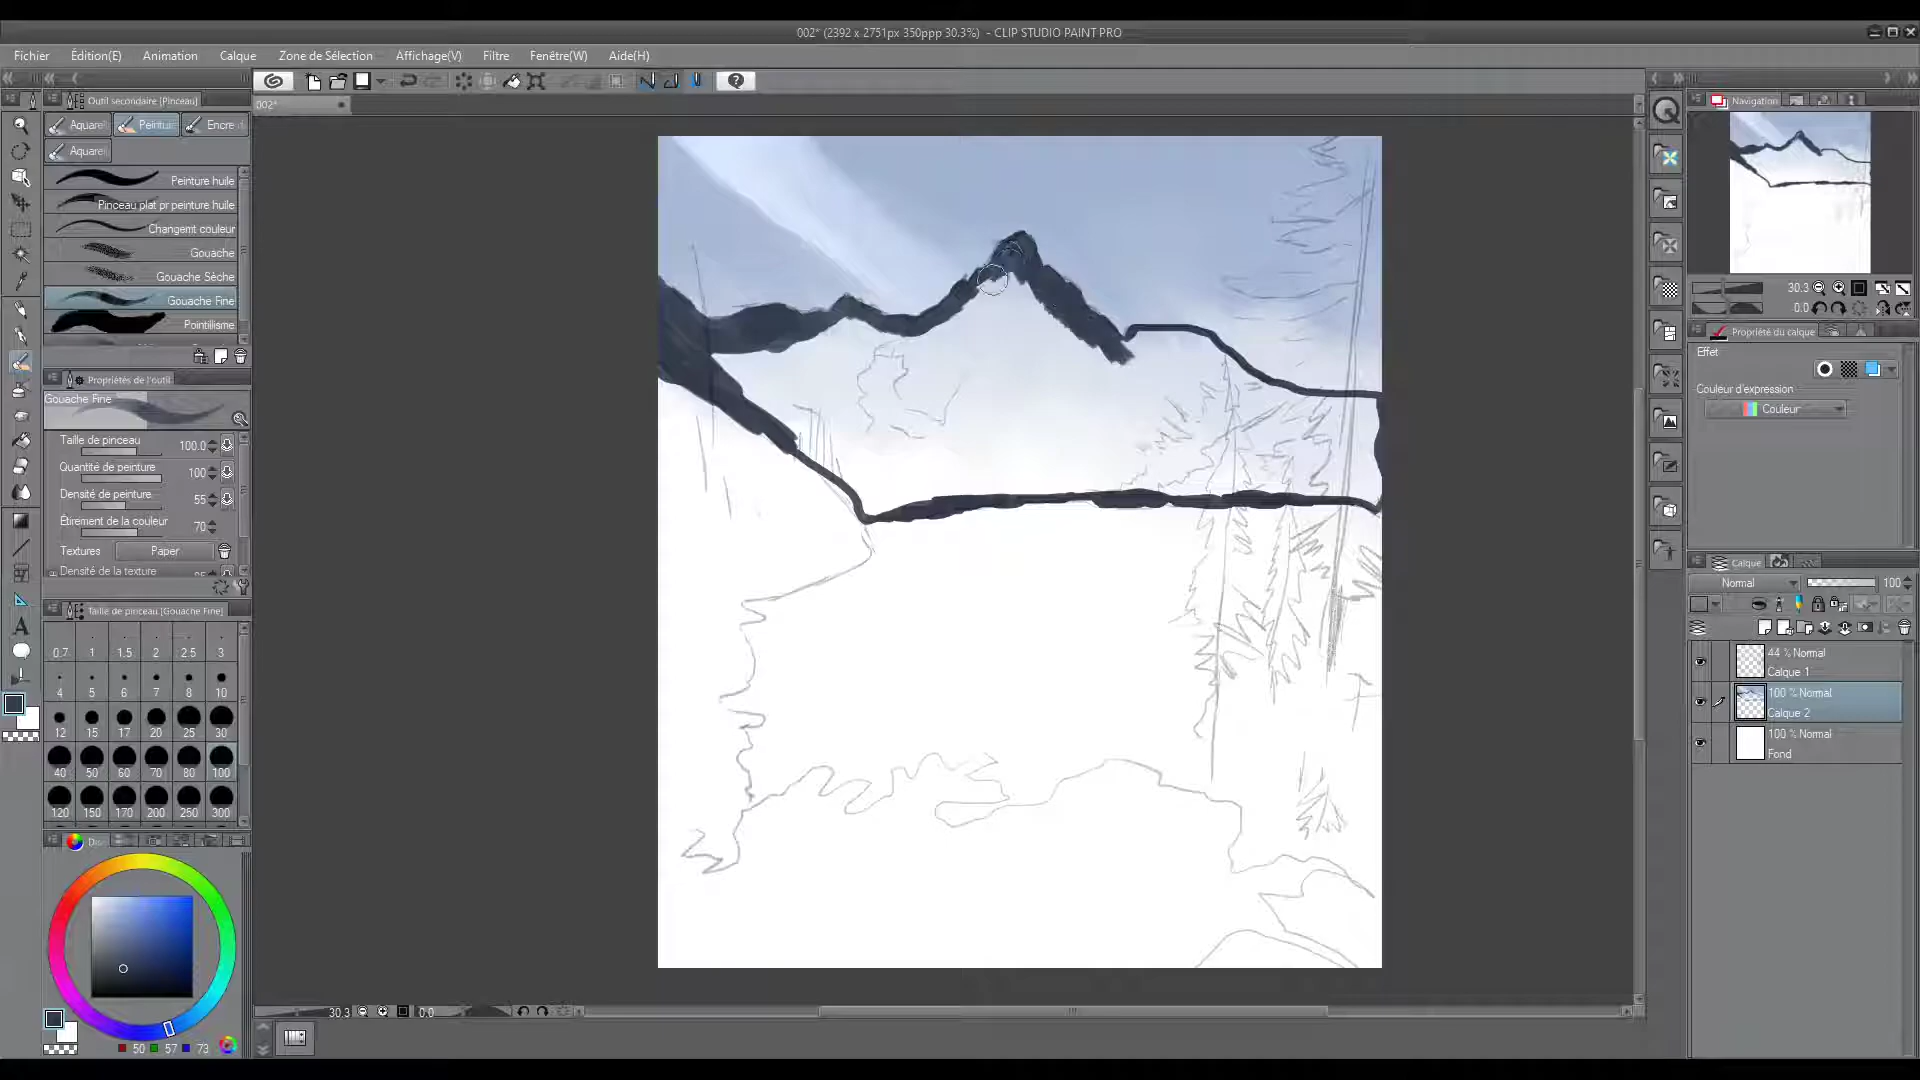 002* (2392 x 2751px 350ppp 30.3%) - CLIP STUDIO PAINT PRO
Fichier Édition(E) Animation Calque Zone de Sélection Affichage(V) Filtre Fenêtre(W) Aide(H)
Outil secondaire [Pinceau]
002*
Navigation
Aquarel Peintur Encre d
Aquarel
Peinture huile
Pinceau plat pr peinture huile
Changemt couleur
Gouache
Gouache Sèche
Gouache Fine
Pointilisme
Propriétés de l'outil
Gouache Fine
Taille de pinceau 100.0
Quantité de peinture 100
Densité de peinture 55
Étirement de la couleur 70
Textures Paper
Densité de la texture
Taille de pinceau [Gouache Fine]
0.7 1 1.5 2 2.5 3
4 5 6 7 8 10
12 15 17 20 25 30
40 50 60 70 80 100
120 150 170 200 250 300
50 57 73
30.3 0.0
30.3
0.0
Propriété du calque
Effet
Couleur d'expression
Couleur
Calque
Normal 100
44 % Normal
Calque 1
100 % Normal
Calque 2
100 % Normal
Fond